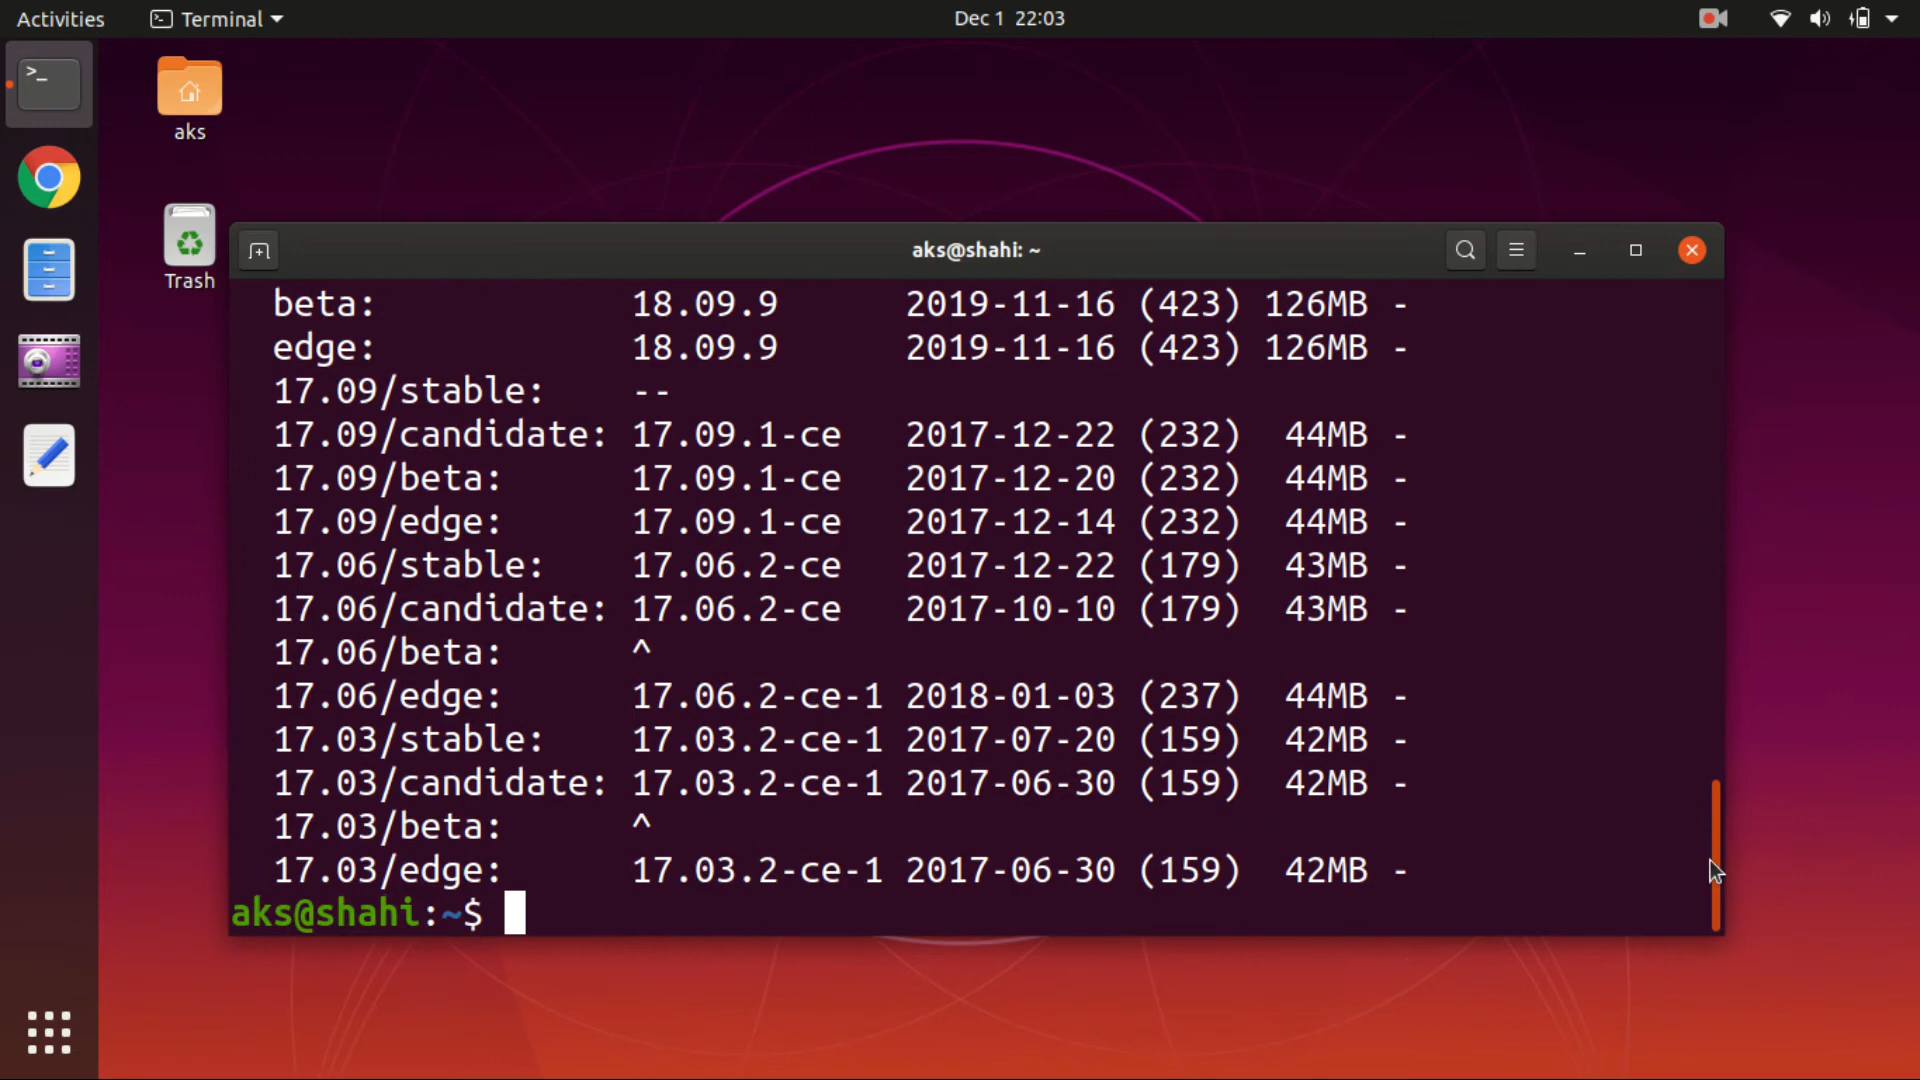 Activities Terminal Dec 1 22:03
aks
Trash
aks@shahi: ~
beta: 18.09.9 2019-11-16 (423) 126MB -
edge: 18.09.9 2019-11-16 (423) 126MB -
17.09/stable: --
17.09/candidate: 17.09.1-ce 2017-12-22 (232) 44MB -
17.09/beta: 17.09.1-ce 2017-12-20 (232) 44MB -
17.09/edge: 17.09.1-ce 2017-12-14 (232) 44MB -
17.06/stable: 17.06.2-ce 2017-12-22 (179) 43MB -
17.06/candidate: 17.06.2-ce 2017-10-10 (179) 43MB -
17.06/beta: ^
17.06/edge: 17.06.2-ce-1 2018-01-03 (237) 44MB -
17.03/stable: 17.03.2-ce-1 2017-07-20 (159) 42MB -
17.03/candidate: 17.03.2-ce-1 2017-06-30 (159) 42MB -
17.03/beta: ^
17.03/edge: 17.03.2-ce-1 2017-06-30 (159) 42MB -
aks@shahi:~$